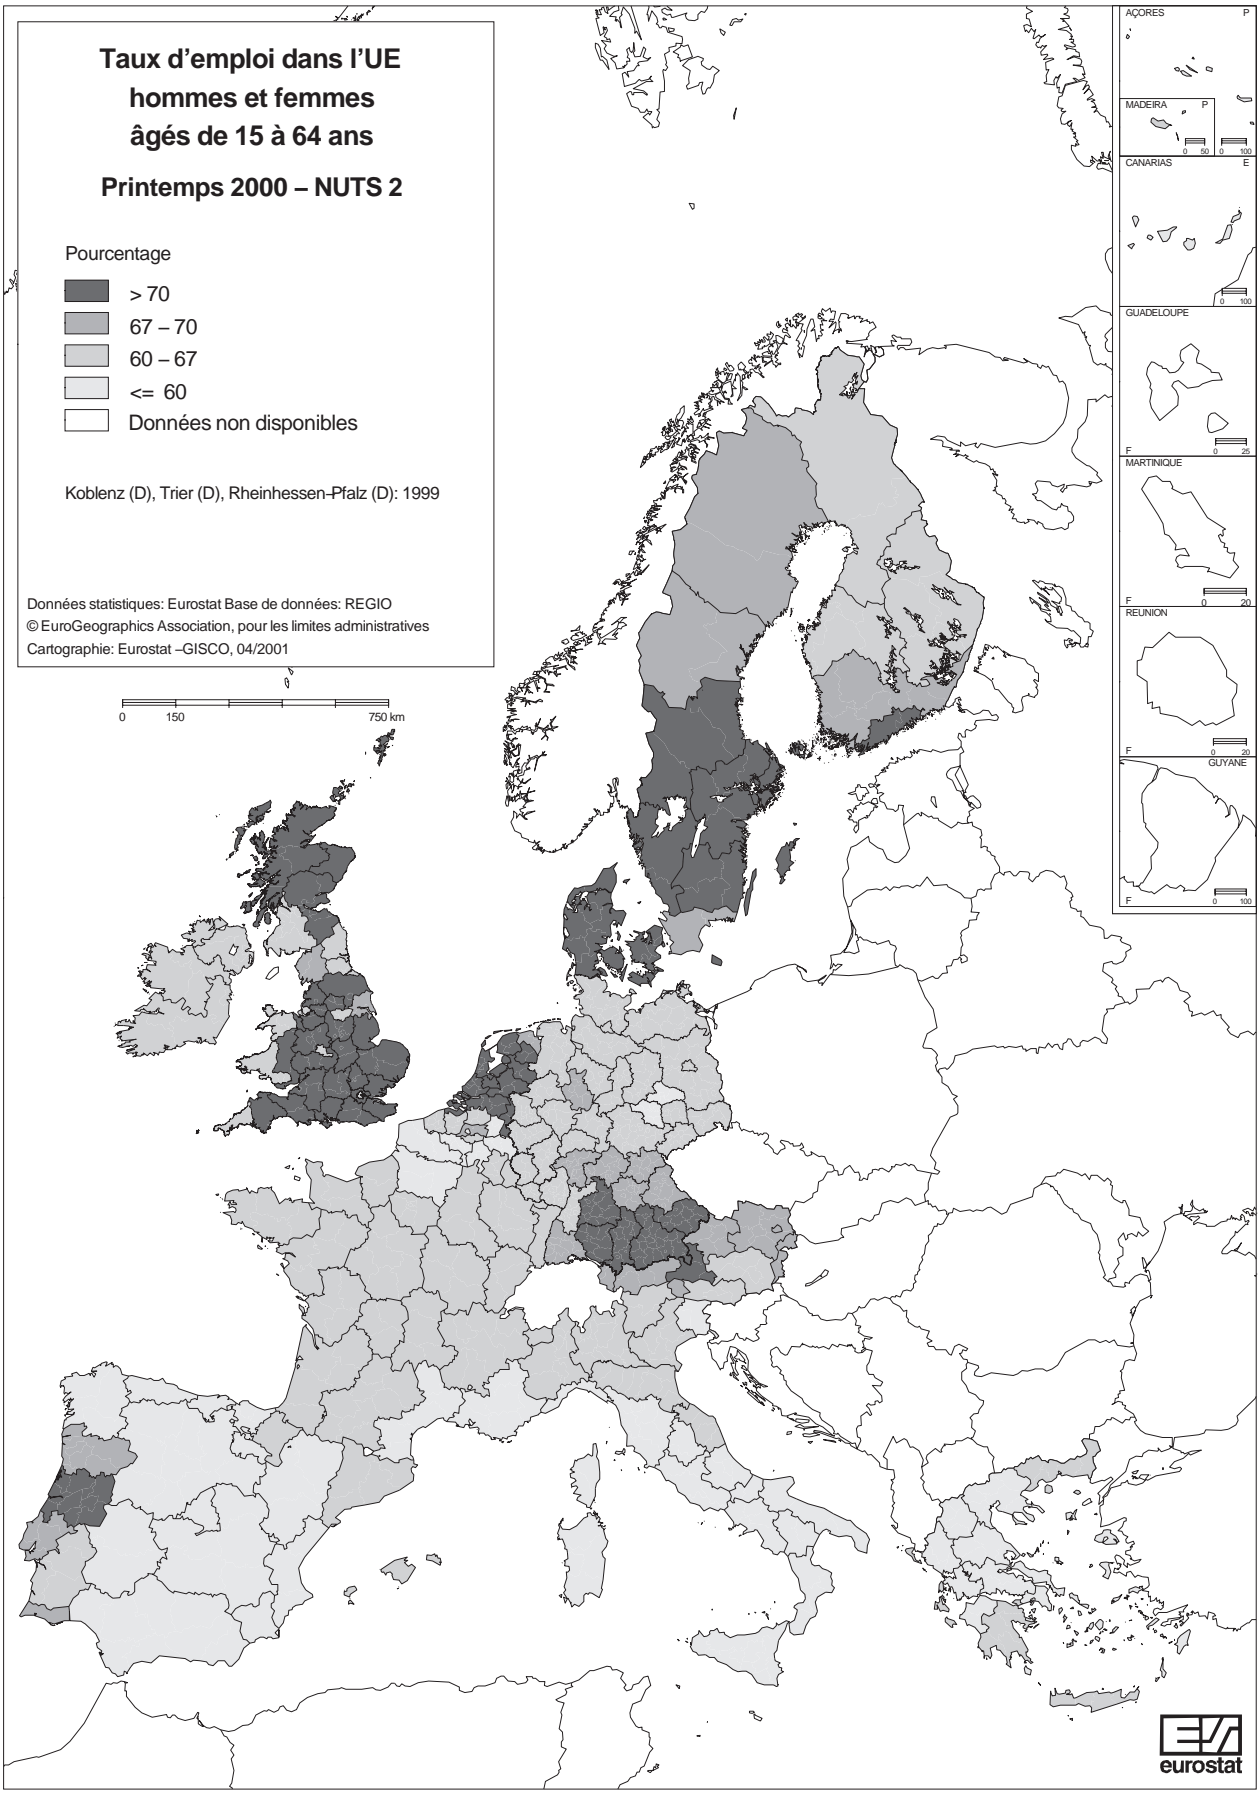 Taux d'emploi dans l'UE
hommes et femmes
âgés de 15 à 64 ans
Printemps 2000 – NUTS 2
Pourcentage
> 70
67 – 70
60 – 67
<= 60
Données non disponibles
Koblenz (D), Trier (D), Rheinhessen-Pfalz (D): 1999
Données statistiques: Eurostat Base de données: REGIO
© EuroGeographics Association, pour les limites administratives
Cartographie: Eurostat –GISCO, 04/2001
0 150 750 km
AÇORES P
MADEIRA P
0 50 0 100
CANARIAS E
0 100
GUADELOUPE
F 0 25
MARTINIQUE
F 0 20
REUNION
F 0 20
GUYANE
F 0 100
eurostat